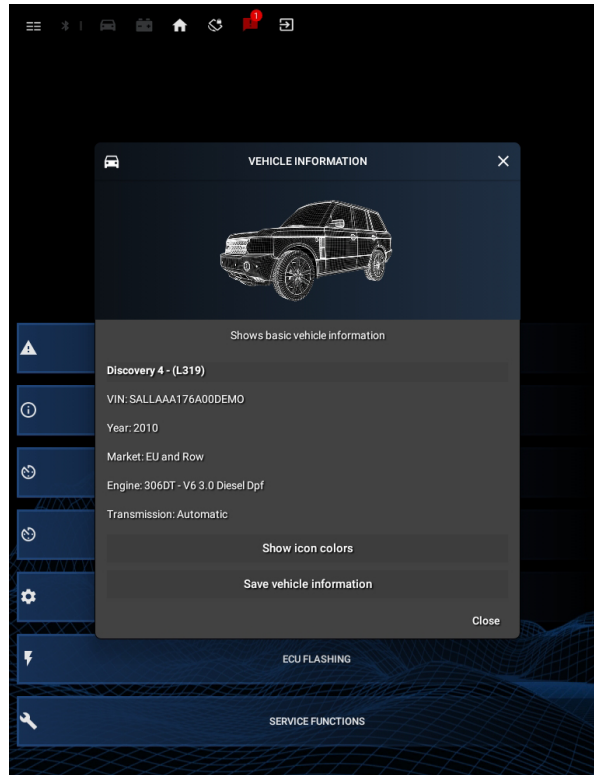 1
VEHICLE INFORMATION
Shows basic vehicle information
Discovery 4 - (L319)
VIN: SALLAAA176A00DEMO
Year: 2010
Market: EU and Row
Engine: 306DT - V6 3.0 Diesel Dpf
Transmission: Automatic
Show icon colors
Save vehicle information
Close
ECU FLASHING
SERVICE FUNCTIONS